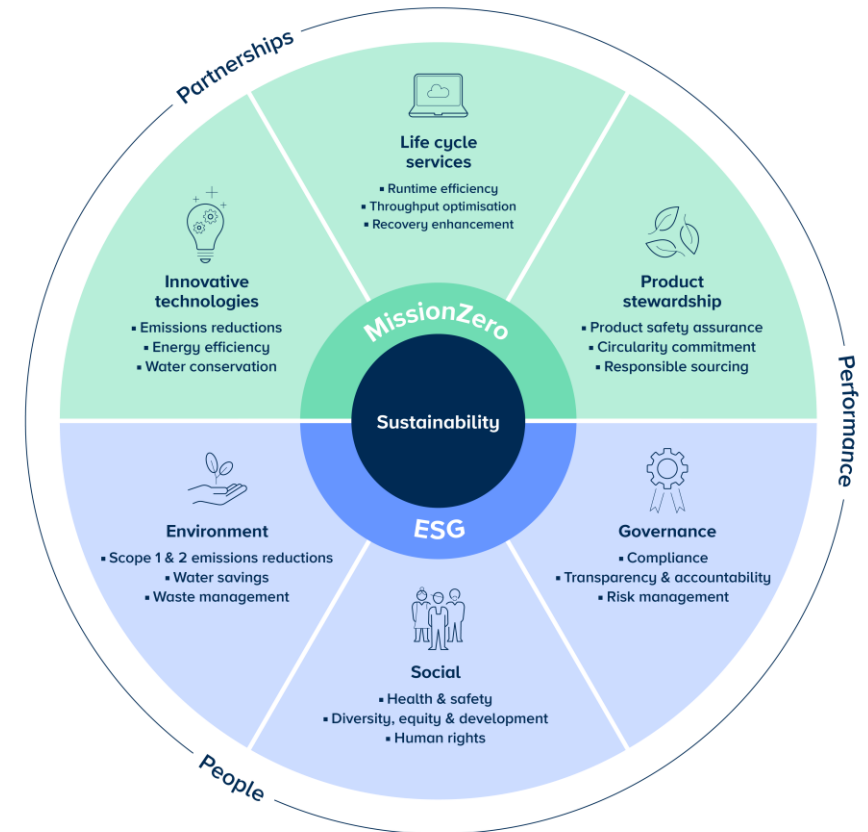 Partnerships
Life cycle
services
▪ Runtime efficiency
▪ Throughput optimisation
▪ Recovery enhancement
Innovative
technologies
▪ Emissions reductions
▪ Energy efficiency
▪ Water conservation
Product
stewardship
▪ Product safety assurance
▪ Circularity commitment
▪ Responsible sourcing
MissionZero
Sustainability
Performance
ESG
Environment
▪ Scope 1 & 2 emissions reductions
▪ Water savings
▪ Waste management
Governance
▪ Compliance
▪ Transparency & accountability
▪ Risk management
Social
▪ Health & safety
▪ Diversity, equity & development
▪ Human rights
People